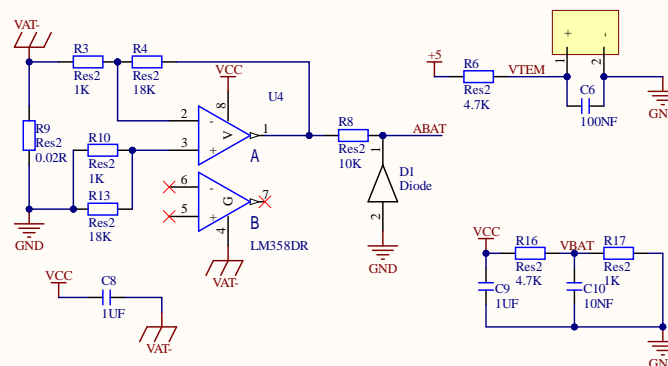 VAT-
R3
Res2
1K
R4
Res2
18K
VCC
U4
8
V
2
-
3
+
1
A
R9
Res2
0.02R
R10
Res2
1K
R13
Res2
18K
GND
6
-
5
+
7
G
4
B
LM358DR
VAT-
R8
Res2
10K
ABAT
1
D1
Diode
2
GND
VCC
C8
1UF
VAT-
+5
R6
Res2
4.7K
VTEM
+
-
1
2
C6
100NF
GN
VCC
R16
Res2
4.7K
VBAT
R17
Res2
1K
C9
1UF
C10
10NF
GN